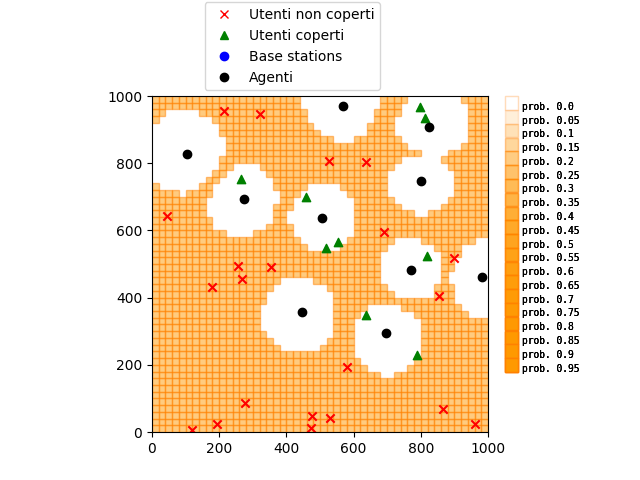 Utenti non coperti
Utenti coperti
Base stations
Agenti
1000
800
600
400
200
0
0 200 400 600 800 1000
prob. 0.0
prob. 0.05
prob. 0.1
prob. 0.15
prob. 0.2
prob. 0.25
prob. 0.3
prob. 0.35
prob. 0.4
prob. 0.45
prob. 0.5
prob. 0.55
prob. 0.6
prob. 0.65
prob. 0.7
prob. 0.75
prob. 0.8
prob. 0.85
prob. 0.9
prob. 0.95